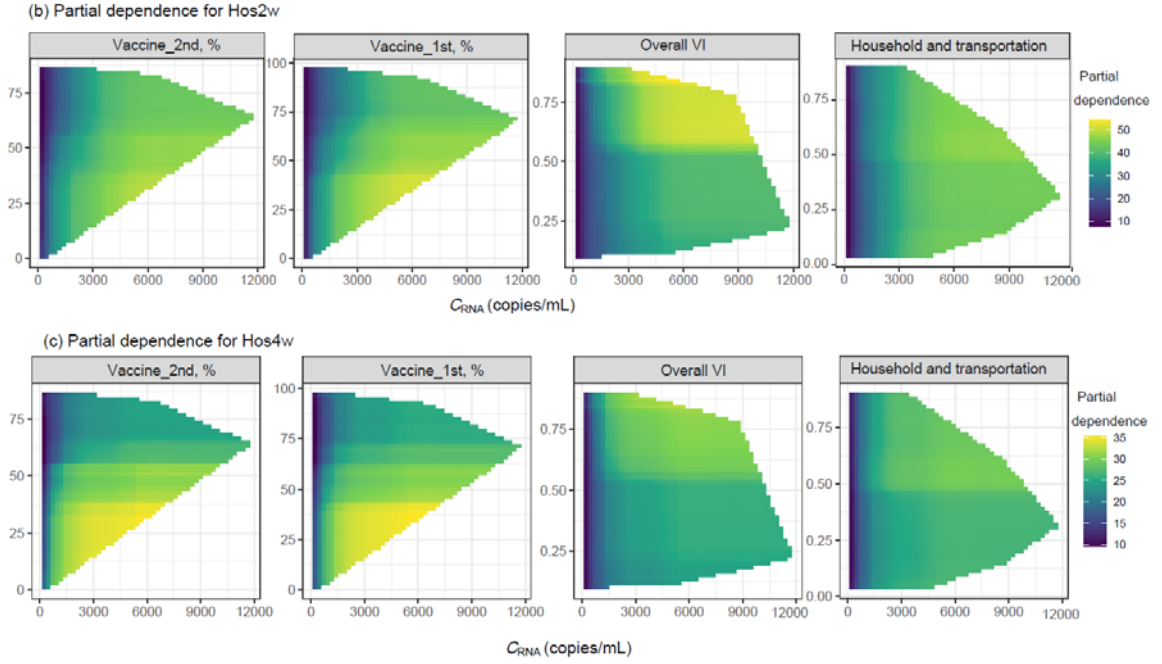 (b) Partial dependence for Hos2w
Vaccine_2nd, %
Vaccine_1st, %
Overall VI
Household and transportation
75
50
25
0
100
75
50
25
0
0.75
0.50
0.25
0.75
0.50
0.25
0.00
0 3000 6000 9000 12000
0 3000 6000 9000 12000
0 3000 6000 9000 12000
0 3000 6000 9000 12000
Partial
dependence
50
40
30
20
10
CRNA (copies/mL)
(c) Partial dependence for Hos4w
Vaccine_2nd, %
Vaccine_1st, %
Overall VI
Household and transportation
75
50
25
0
100
75
50
25
0
0.75
0.50
0.25
0.75
0.50
0.25
0.00
0 3000 6000 9000 12000
0 3000 6000 9000 12000
0 3000 6000 9000 12000
0 3000 6000 9000 12000
Partial
dependence
35
30
25
20
15
10
CRNA (copies/mL)